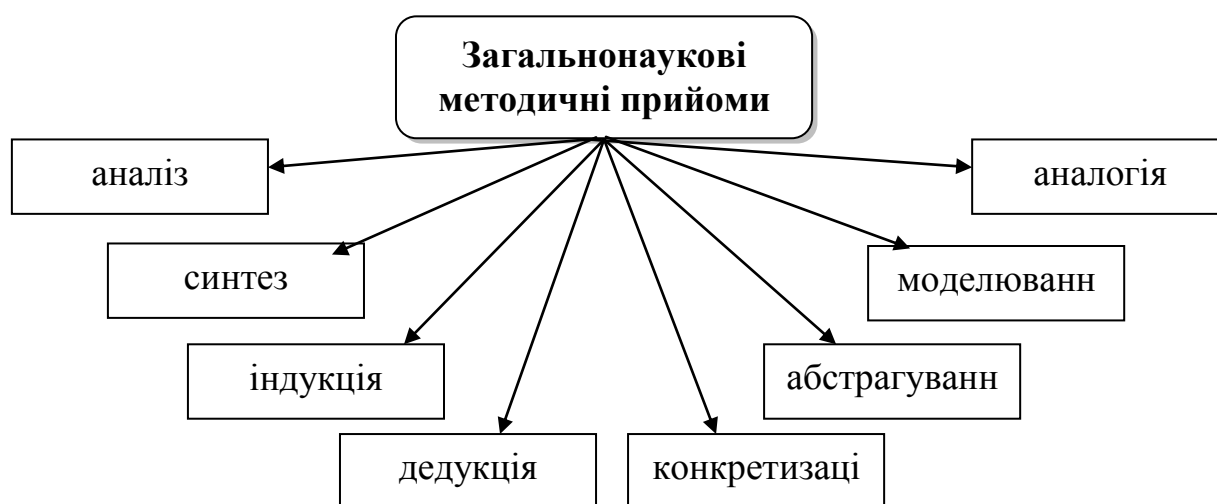 Загальнонаукові
методичні прийоми
аналіз
аналогія
синтез
моделюванн
індукція
абстрагуванн
дедукція
конкретизаці